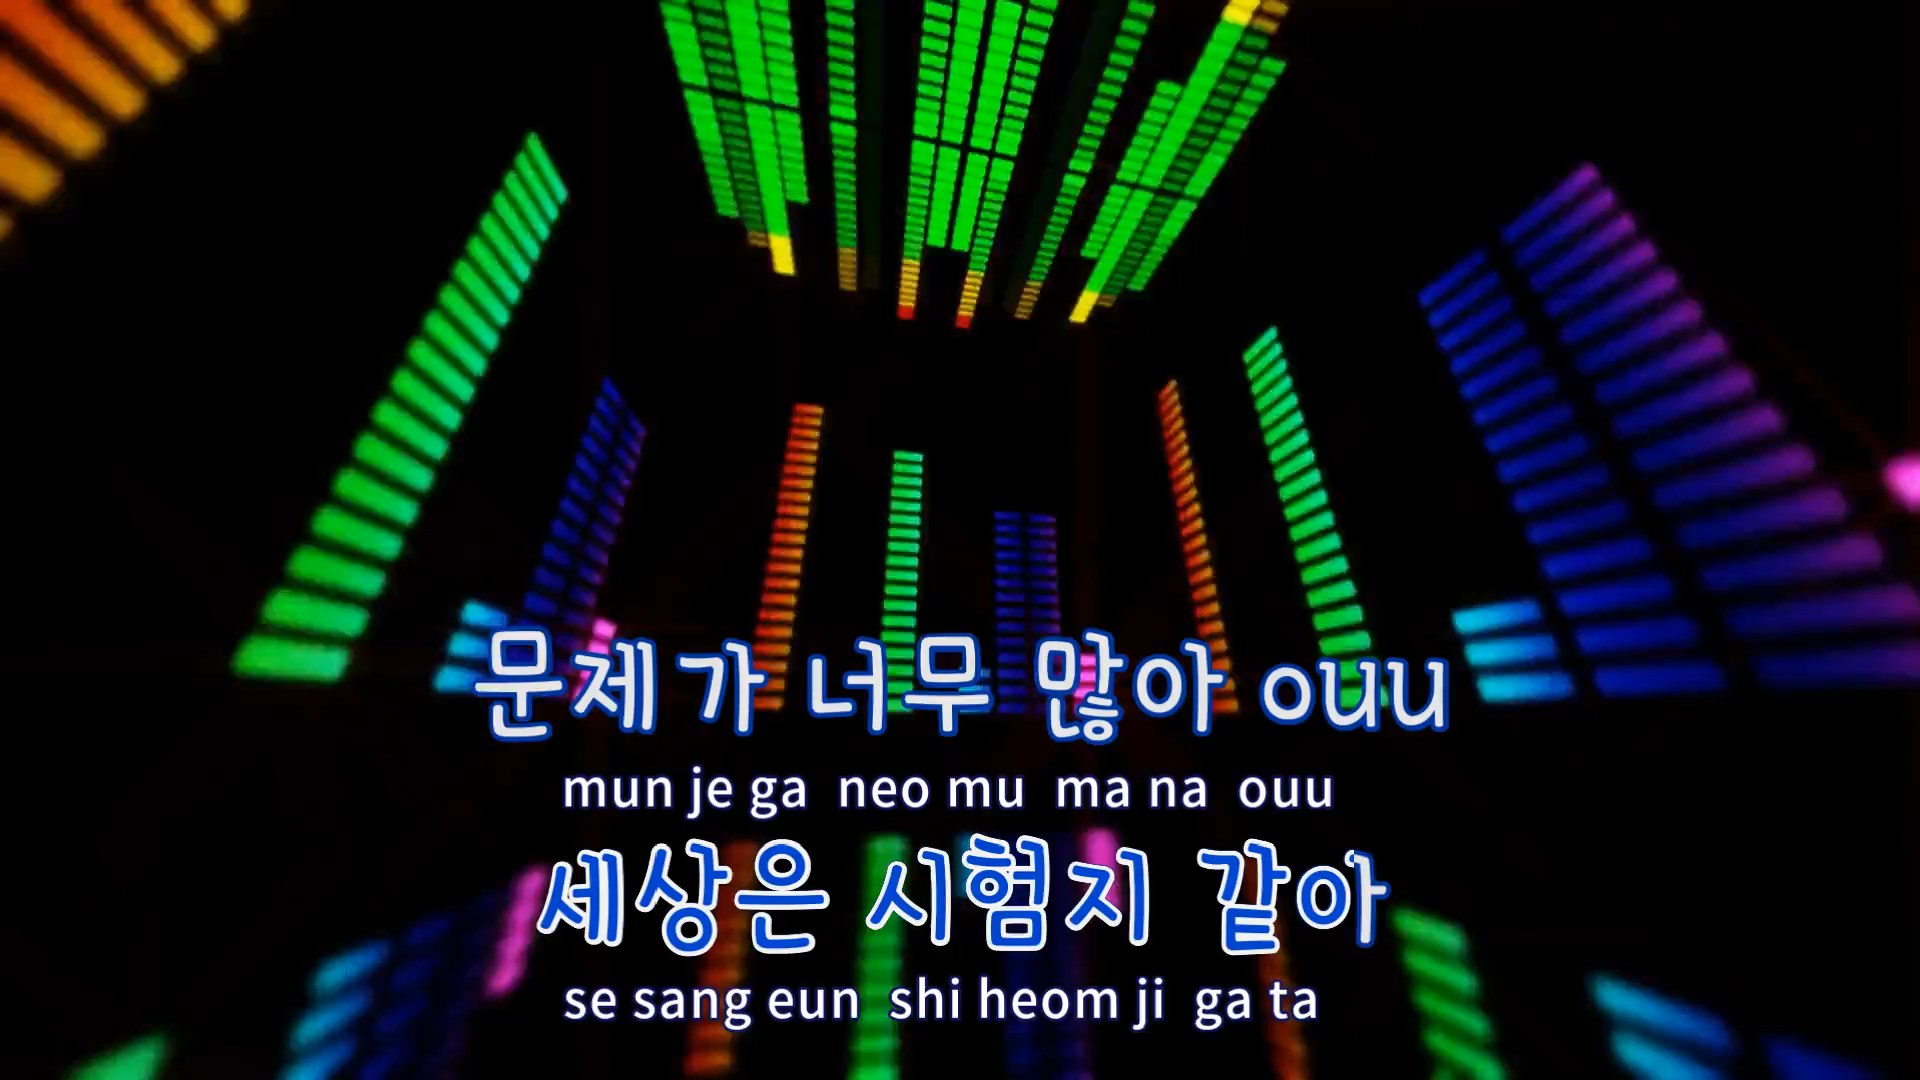 문제가 너무 많아 ouu
mun je ga neo mu ma na ouu
세상은 시험지 같아
se sang eun shi heom ji ga ta